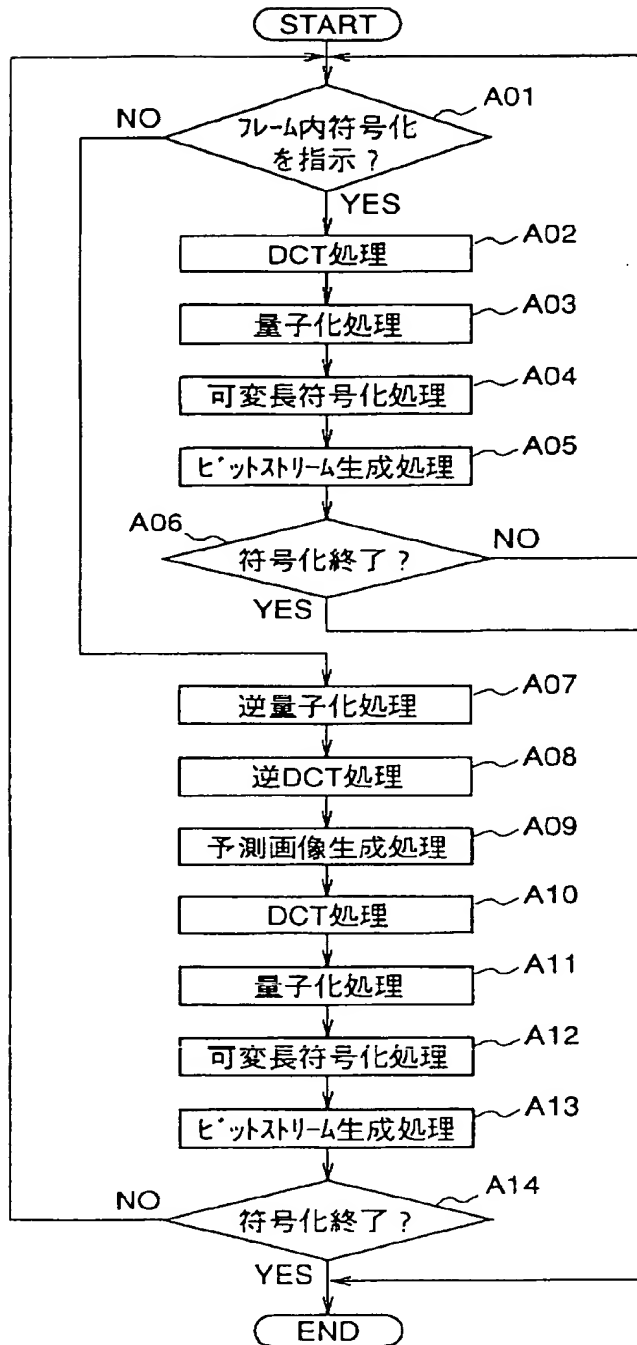 START
A01
NO
フレーム内符号化
を指示？
YES
A02
DCT処理
A03
量子化処理
A04
可変長符号化処理
A05
ビットストリーム生成処理
A06
符号化終了？
NO
YES
A07
逆量子化処理
A08
逆DCT処理
A09
予測画像生成処理
A10
DCT処理
A11
量子化処理
A12
可変長符号化処理
A13
ビットストリーム生成処理
A14
NO
符号化終了？
YES
END